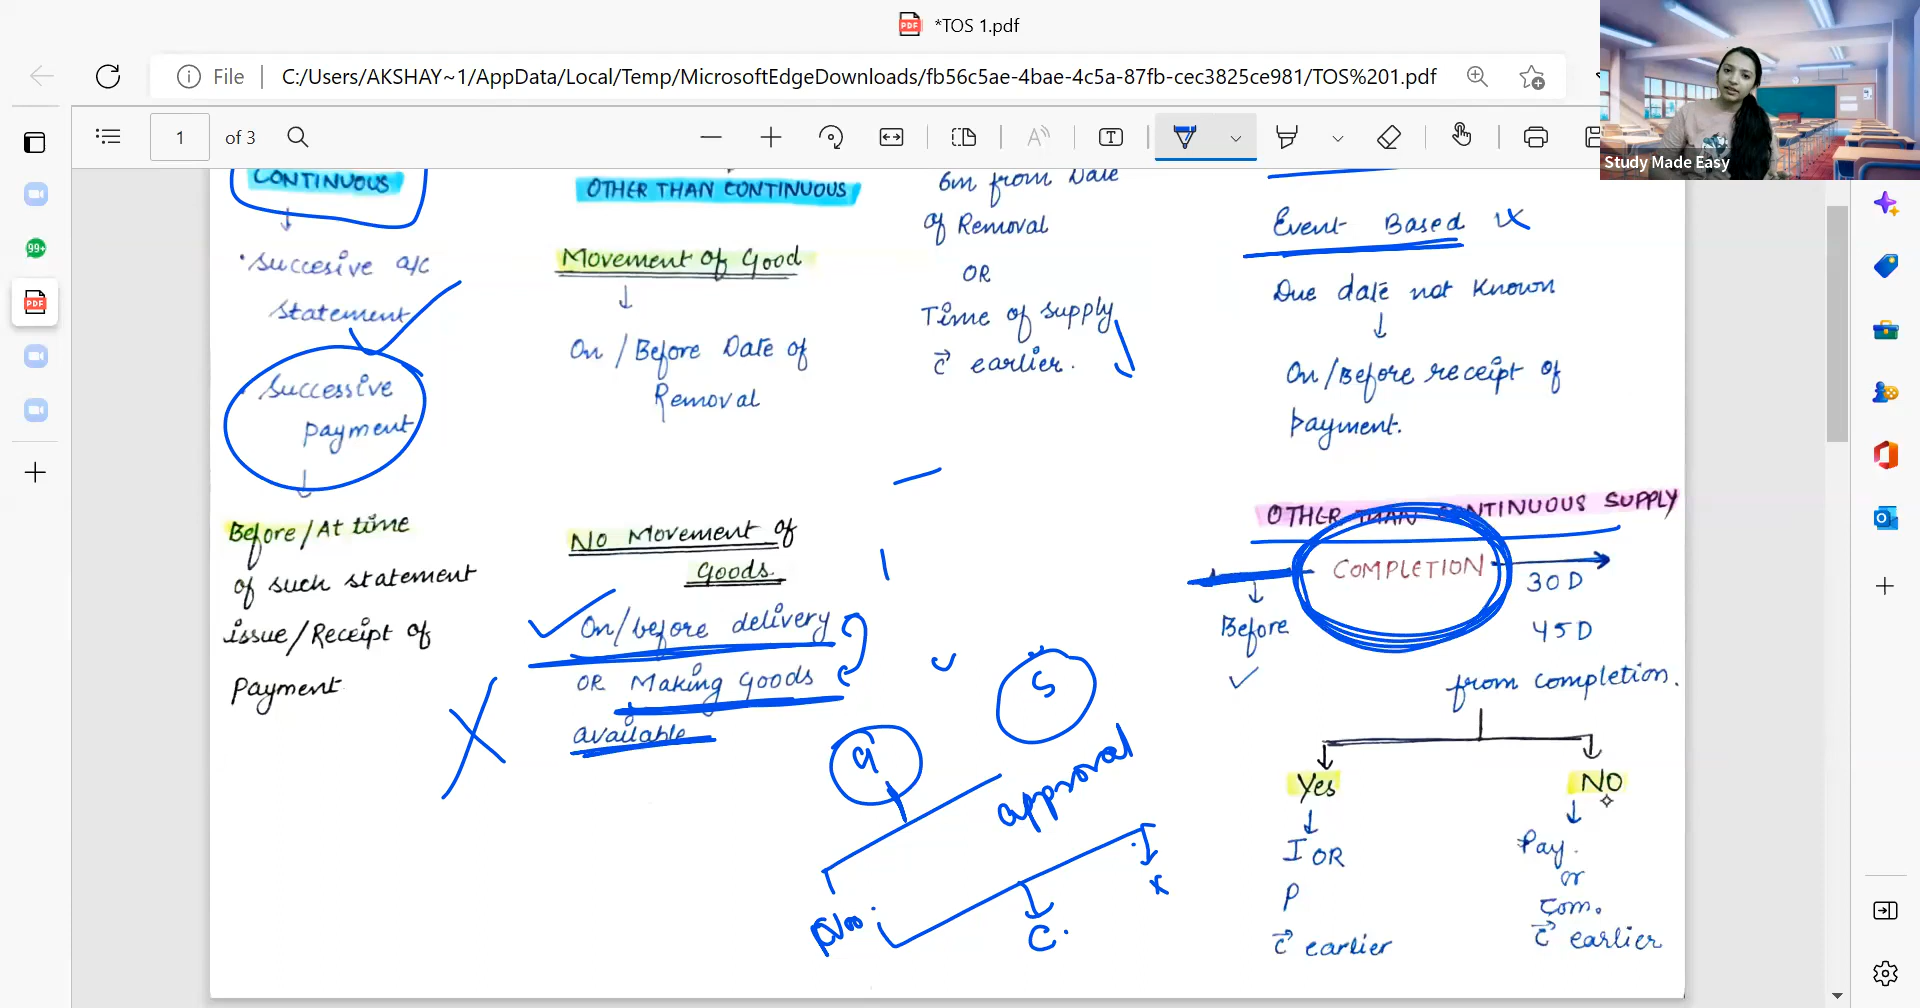 *TOS 1.pdf
File
C:/Users/AKSHAY~1/AppData/Local/Temp/MicrosoftEdgeDownloads/fb56c5ae-4bae-4c5a-87fb-cec3825ce981/TOS%201.pdf
1 of 3
Study Made Easy
99+
PDF
CONTINUOUS
• Succesive a/c
statement
• Successive
payment
Before/At time
of such statement
issue/Receipt of
Payment.
OTHER THAN CONTINUOUS
Movement of Good
On / Before Date of
Removal
No Movement of
Goods.
On/before delivery
OR Making goods
available
6m from Date
of Removal
OR
Time of supply
c earlier.
G
S
approval
C.
x
Event Based
Due date not known
On/Before receipt of
payment.
OTHER THAN CONTINUOUS SUPPLY
COMPLETION
30D
Before
45D
from completion.
Yes
NO
I OR
P
c earlier
Pay.
or
Com.
c earlier